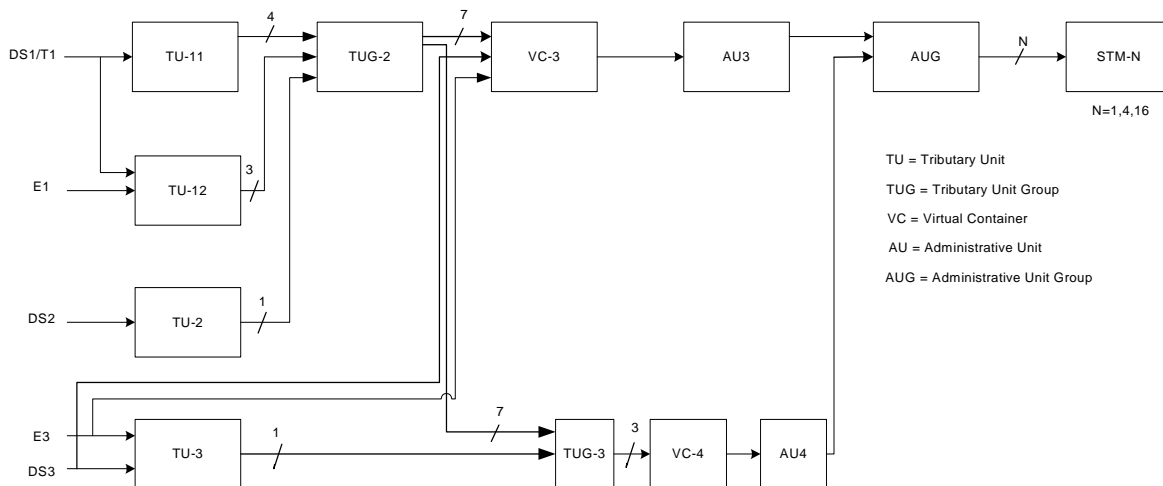 4
7
DS1/T1
TU-11
TUG-2
VC-3
AU3
AUG
N
STM-N
N=1,4,16
3
E1
TU-12
TU = Tributary Unit
TUG = Tributary Unit Group
VC = Virtual Container
AU = Administrative Unit
AUG = Administrative Unit Group
1
DS2
TU-2
E3
DS3
TU-3
1
7
TUG-3
3
VC-4
AU4